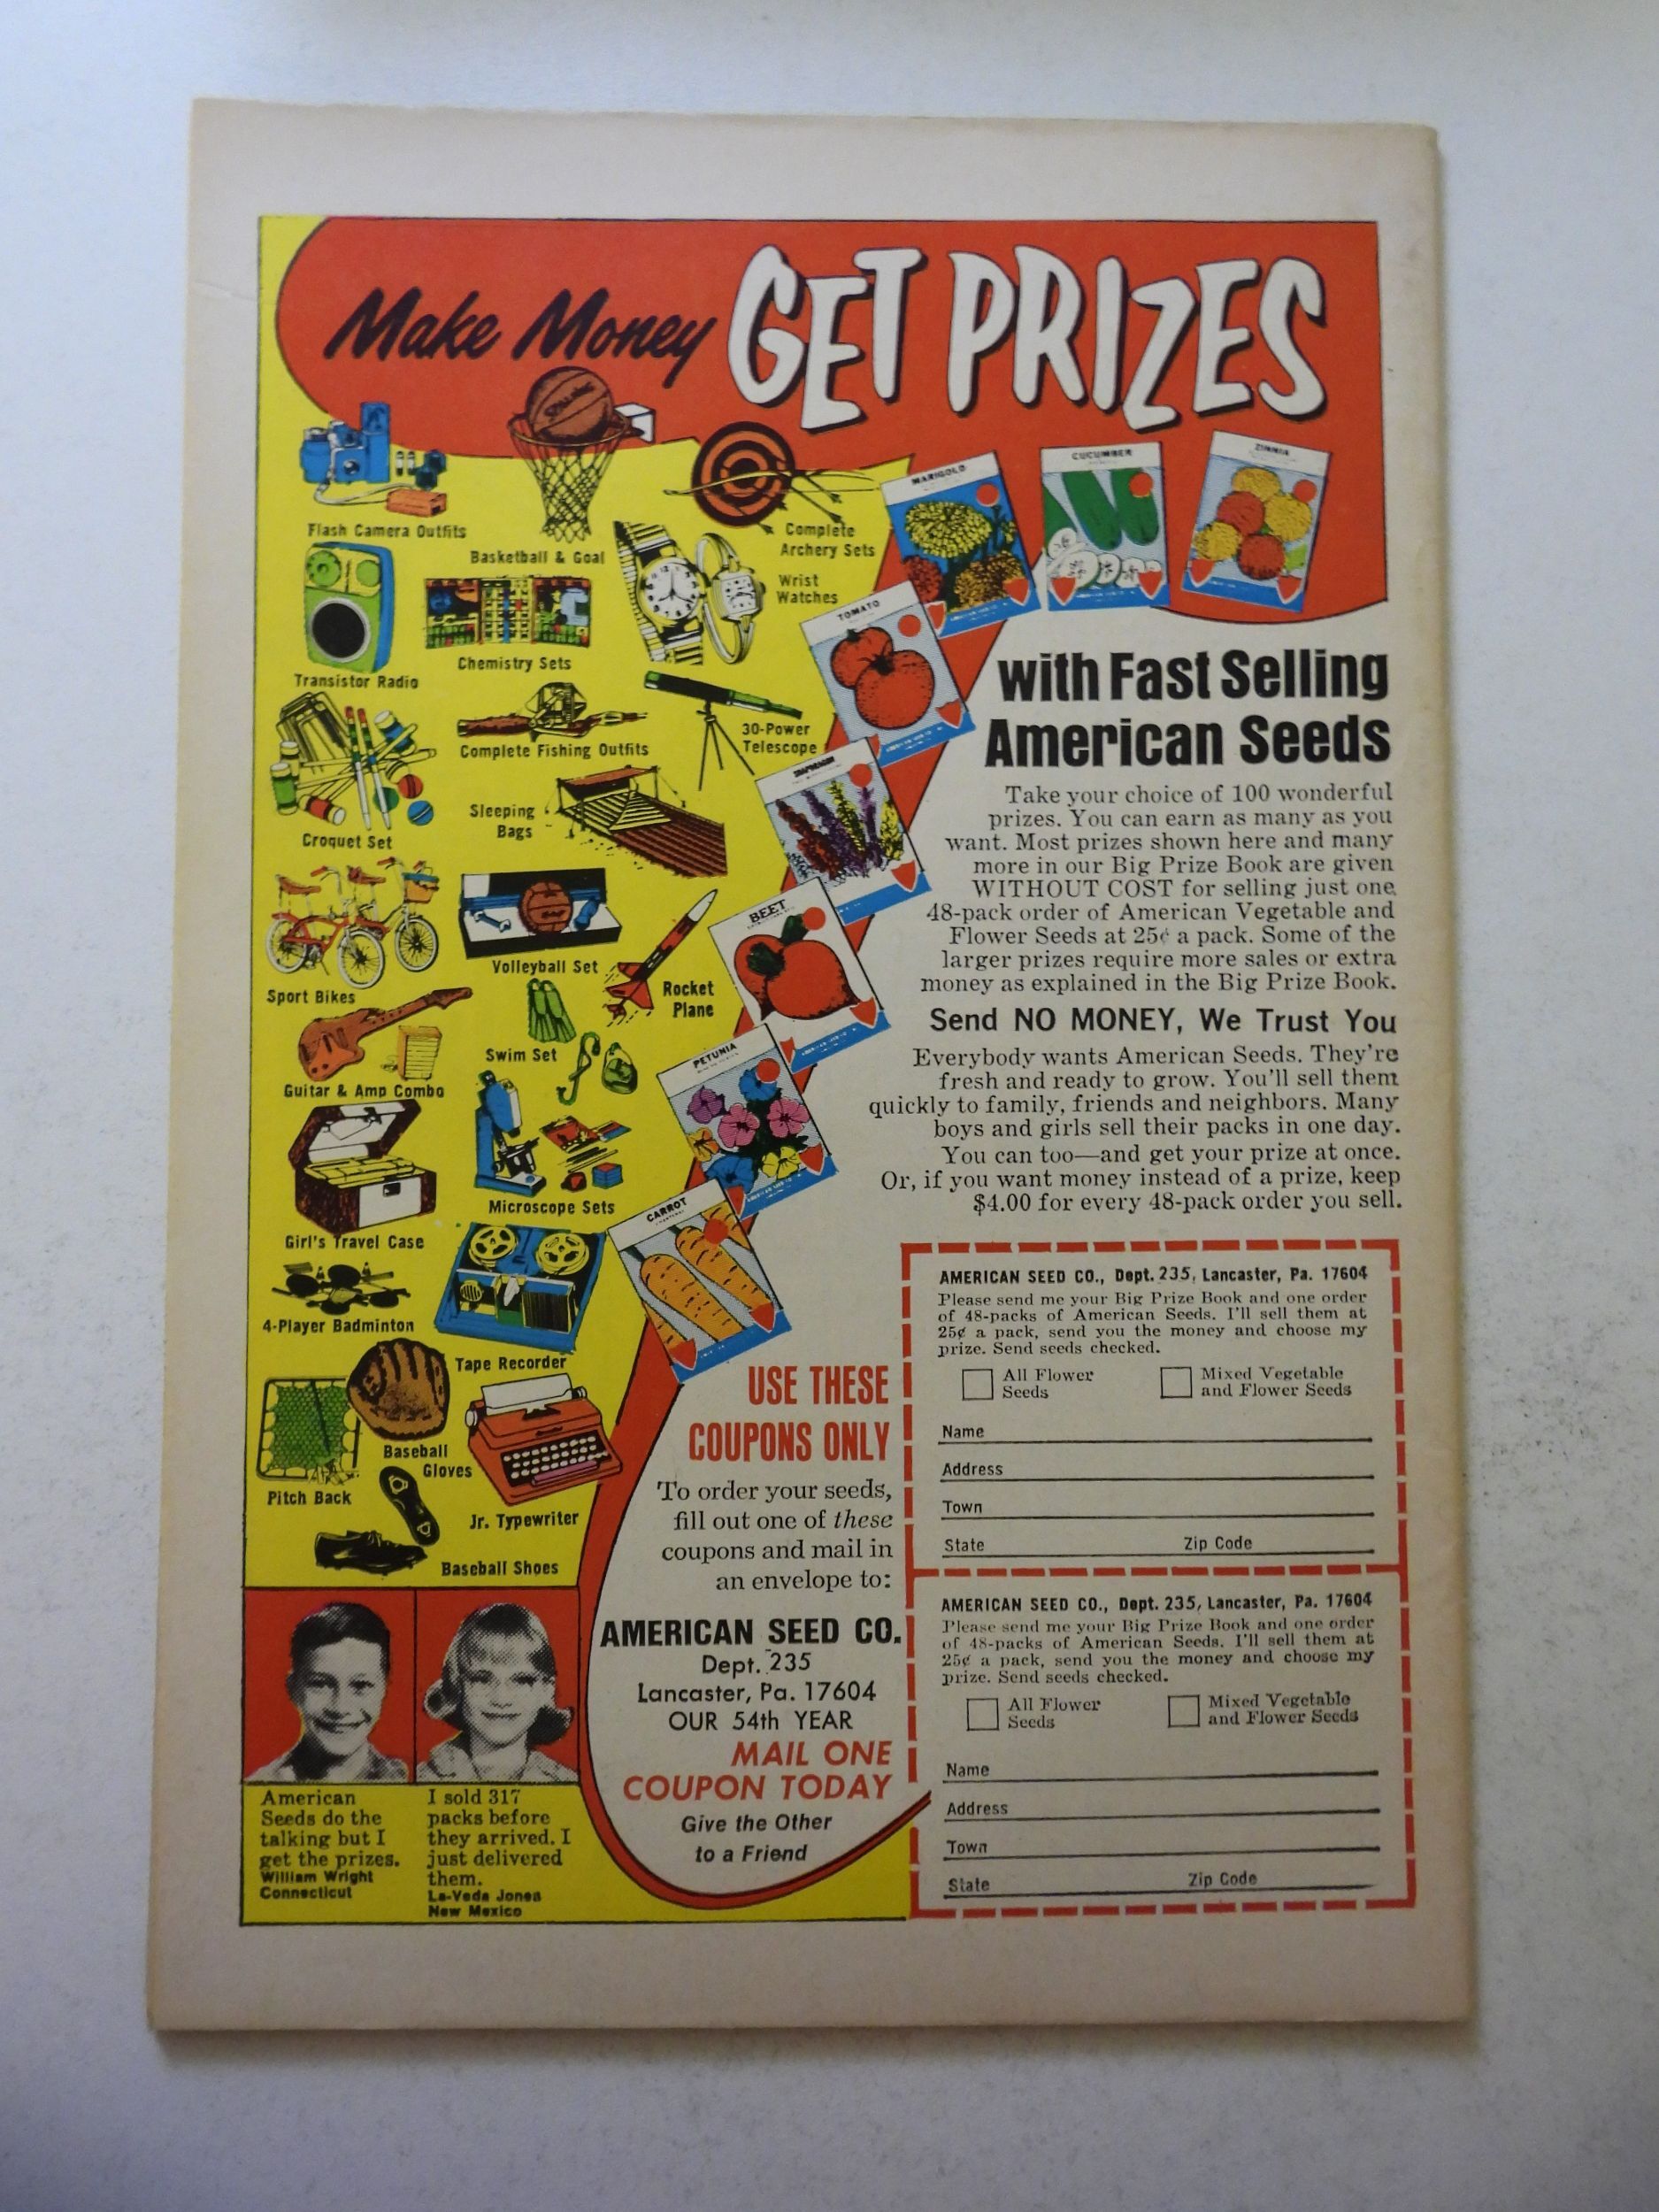 Make Money GET PRIZES
Flash Camera Outfits
SPALDING
Basketball & Goal
Complete
Archery Sets
Wrist
Watches
Transistor Radio
Chemistry Sets
Complete Fishing Outfits
30-Power
Telescope
Croquet Set
Sleeping
Bags
Sport Bikes
Volleyball Set
Rocket
Plane
Guitar & Amp Combo
Swim Set
Girl's Travel Case
Microscope Sets
4-Player Badminton
Tape Recorder
Baseball
Gloves
Pitch Back
Jr. Typewriter
Baseball Shoes
MARIGOLD
CUCUMBER
ZINNIA
TOMATO
SNAPDRAGON
BEET
PETUNIA
CARROT
with Fast Selling
American Seeds
Take your choice of 100 wonderful
prizes. You can earn as many as you
want. Most prizes shown here and many
more in our Big Prize Book are given
WITHOUT COST for selling just one
48-pack order of American Vegetable and
Flower Seeds at 25¢ a pack. Some of the
larger prizes require more sales or extra
money as explained in the Big Prize Book.
Send NO MONEY, We Trust You
Everybody wants American Seeds. They're
fresh and ready to grow. You'll sell them
quickly to family, friends and neighbors. Many
boys and girls sell their packs in one day.
You can too—and get your prize at once.
Or, if you want money instead of a prize, keep
$4.00 for every 48-pack order you sell.
USE THESE
COUPONS ONLY
To order your seeds,
fill out one of these
coupons and mail in
an envelope to:
AMERICAN SEED CO.
Dept. 235
Lancaster, Pa. 17604
OUR 54th YEAR
MAIL ONE
COUPON TODAY
Give the Other
to a Friend
American
Seeds do the
talking but I
get the prizes.
William Wright
Connecticut
I sold 317
packs before
they arrived. I
just delivered
them.
La-Veda Jones
New Mexico
AMERICAN SEED CO., Dept. 235, Lancaster, Pa. 17604
Please send me your Big Prize Book and one order
of 48-packs of American Seeds. I'll sell them at
25¢ a pack, send you the money and choose my
prize. Send seeds checked.
All Flower
Seeds
Mixed Vegetable
and Flower Seeds
Name
Address
Town
State Zip Code
AMERICAN SEED CO., Dept. 235, Lancaster, Pa. 17604
Please send me your Big Prize Book and one order
of 48-packs of American Seeds. I'll sell them at
25¢ a pack, send you the money and choose my
prize. Send seeds checked.
All Flower
Seeds
Mixed Vegetable
and Flower Seeds
Name
Address
Town
State Zip Code